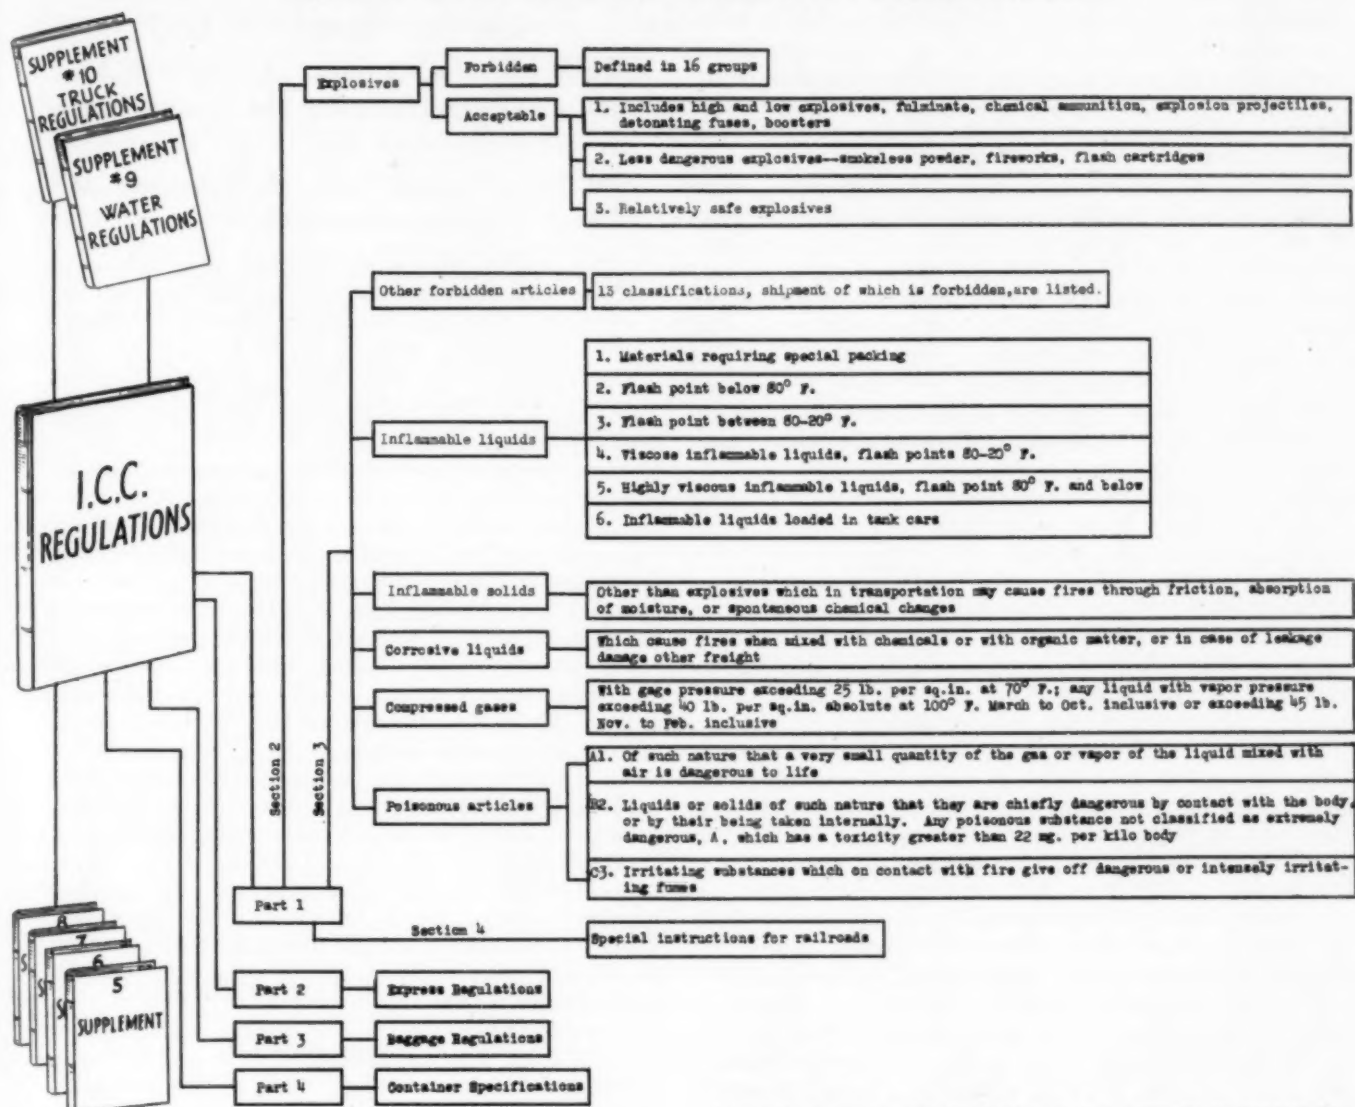 SUPPLEMENT
#10
TRUCK
REGULATIONS
SUPPLEMENT
#9
WATER
REGULATIONS
I.C.C.
REGULATIONS
8
7
6
5
SUPPLEMENT
Explosives
Forbidden
Defined in 16 groups
Acceptable
1. Includes high and low explosives, fulminate, chemical ammunition, explosion projectiles,
detonating fuses, boosters
2. Less dangerous explosives--smokeless powder, fireworks, flash cartridges
3. Relatively safe explosives
Other forbidden articles
13 classifications, shipment of which is forbidden,are listed.
Inflammable liquids
1. Materials requiring special packing
2. Flash point below 80° F.
3. Flash point between 80-20° F.
4. Viscose inflammable liquids, flash points 80-20° F.
5. Highly viscous inflammable liquids, flash point 80° F. and below
6. Inflammable liquids loaded in tank cars
Inflammable solids
Other than explosives which in transportation may cause fires through friction, absorption
of moisture, or spontaneous chemical changes
Corrosive liquids
Which cause fires when mixed with chemicals or with organic matter, or in case of leakage
damage other freight
Compressed gases
With gage pressure exceeding 25 lb. per sq.in. at 70° F.; any liquid with vapor pressure
exceeding 40 lb. per sq.in. absolute at 100° F. March to Oct. inclusive or exceeding 45 lb.
Nov. to Feb. inclusive
Poisonous articles
A1. Of such nature that a very small quantity of the gas or vapor of the liquid mixed with
air is dangerous to life
B2. Liquids or solids of such nature that they are chiefly dangerous by contact with the body,
or by their being taken internally. Any poisonous substance not classified as extremely
dangerous, A, which has a toxicity greater than 22 mg. per kilo body
C3. Irritating substances which on contact with fire give off dangerous or intensely irritat-
ing fumes
Section 2
Section 3
Part 1
Section 4
Special instructions for railroads
Part 2
Express Regulations
Part 3
Baggage Regulations
Part 4
Container Specifications